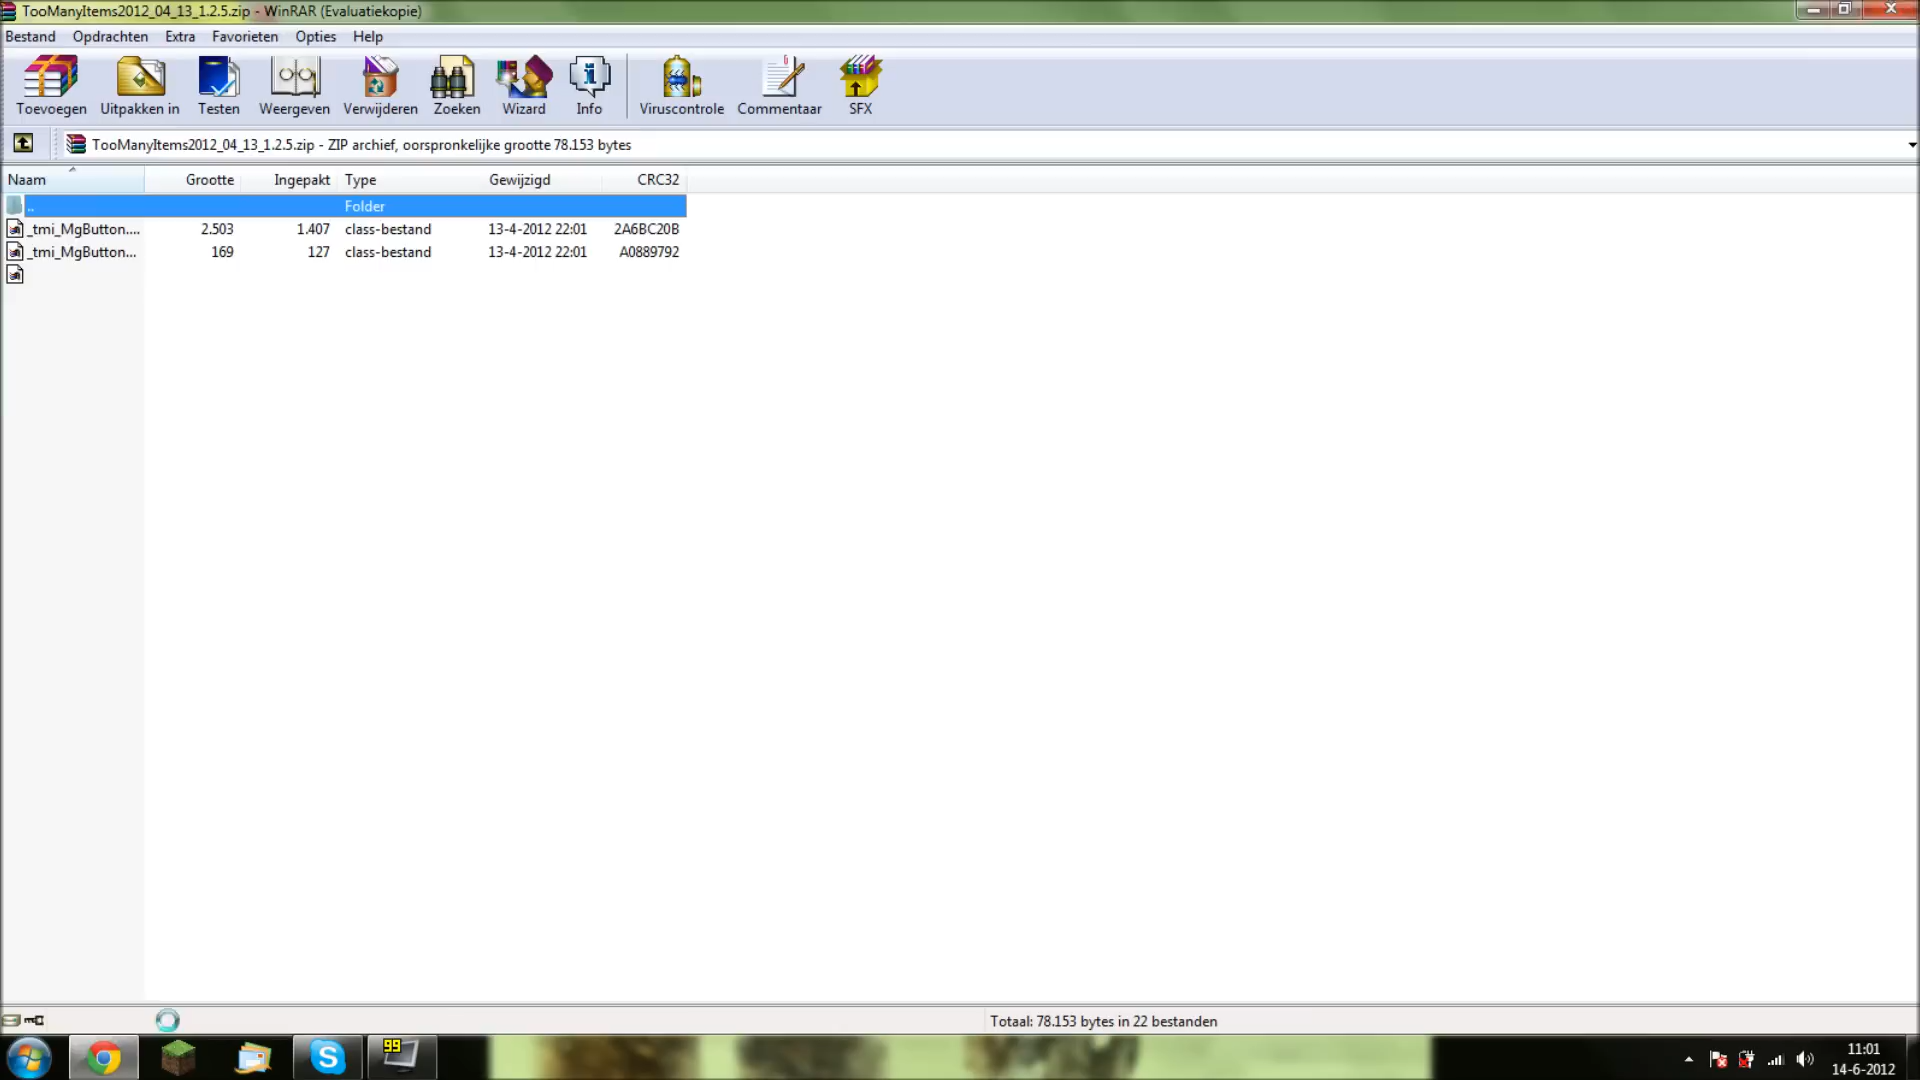 TooManyItems2012_04_13_1.2.5.zip - WinRAR (Evaluatiekopie)
Bestand Opdrachten Extra Favorieten Opties Help
Toevoegen Uitpakken in Testen Weergeven Verwijderen Zoeken Wizard Info Viruscontrole Commentaar SFX
TooManyItems2012_04_13_1.2.5.zip - ZIP archief, oorspronkelijke grootte 78.153 bytes
Naam Grootte Ingepakt Type Gewijzigd CRC32
.. Folder
_tmi_MgButton.... 2.503 1.407 class-bestand 13-4-2012 22:01 2A6BC20B
_tmi_MgButton... 169 127 class-bestand 13-4-2012 22:01 A0889792
Totaal: 78.153 bytes in 22 bestanden
99
11:01
14-6-2012